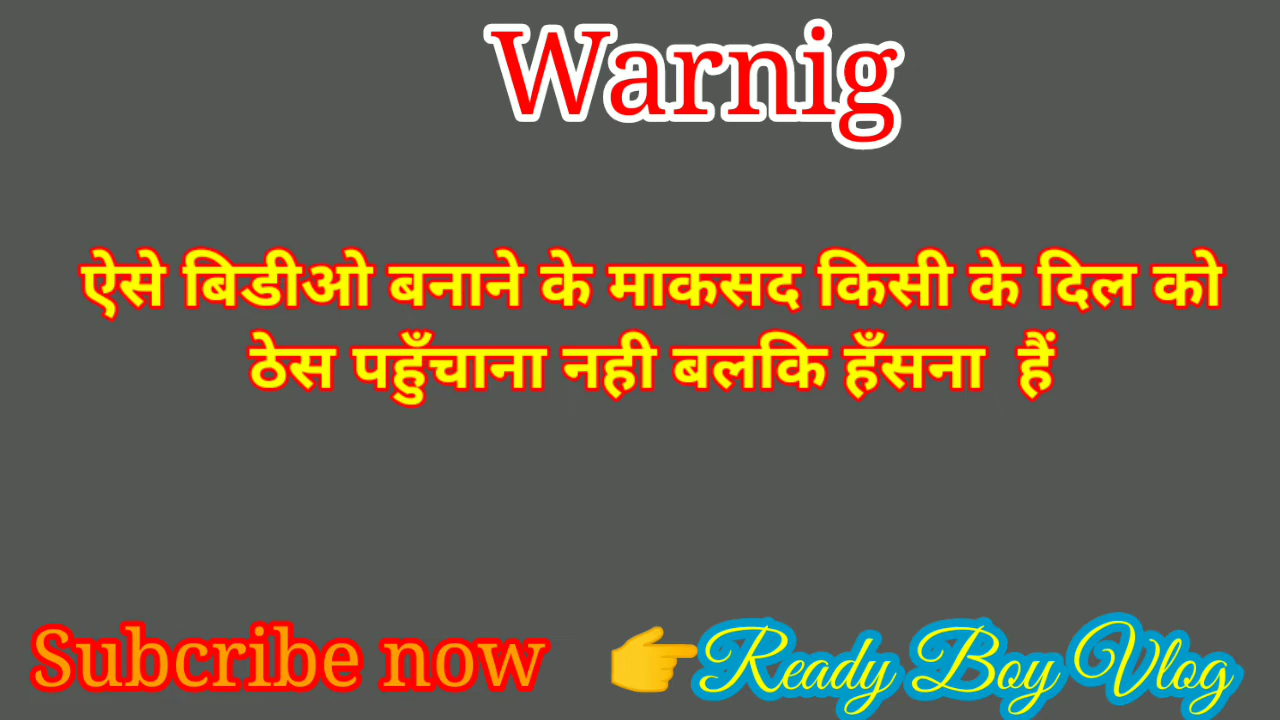 Warnig
ऐसे बिडीओ बनाने के माकसद किसी के दिल को
ठेस पहुँचाना नही बलकि हँसना हैं
Subcribe now 👉Ready Boy Vlog